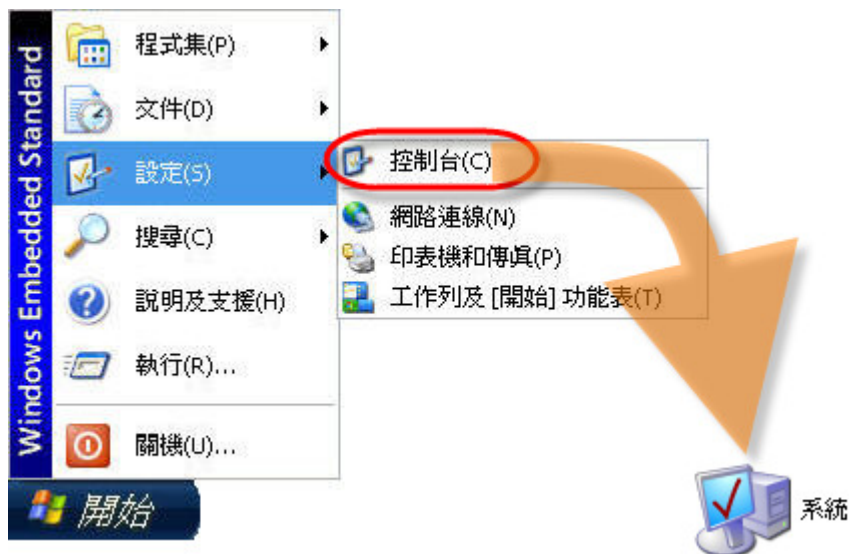 Windows Embedded Standard
程式集(P)
文件(D)
設定(S)
搜尋(C)
說明及支援(H)
執行(R)...
關機(U)...
開始
控制台(C)
網路連線(N)
印表機和傳真(P)
工作列及 [開始] 功能表(T)
系統